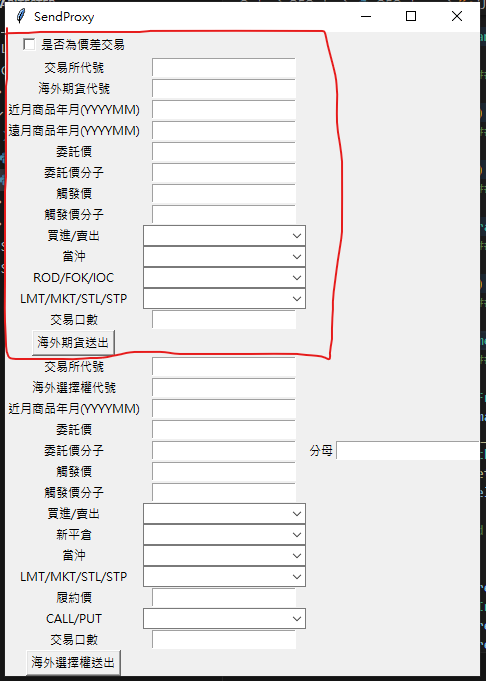 SendProxy
是否為價差交易
交易所代號
海外期貨代號
近月商品年月(YYYYMM)
遠月商品年月(YYYYMM)
委託價
委託價分子
觸發價
觸發價分子
買進/賣出
當沖
ROD/FOK/IOC
LMT/MKT/STL/STP
交易口數
海外期貨送出
交易所代號
海外選擇權代號
近月商品年月(YYYYMM)
委託價
委託價分子 分母
觸發價
觸發價分子
買進/賣出
新平倉
當沖
LMT/MKT/STL/STP
履約價
CALL/PUT
交易口數
海外選擇權送出